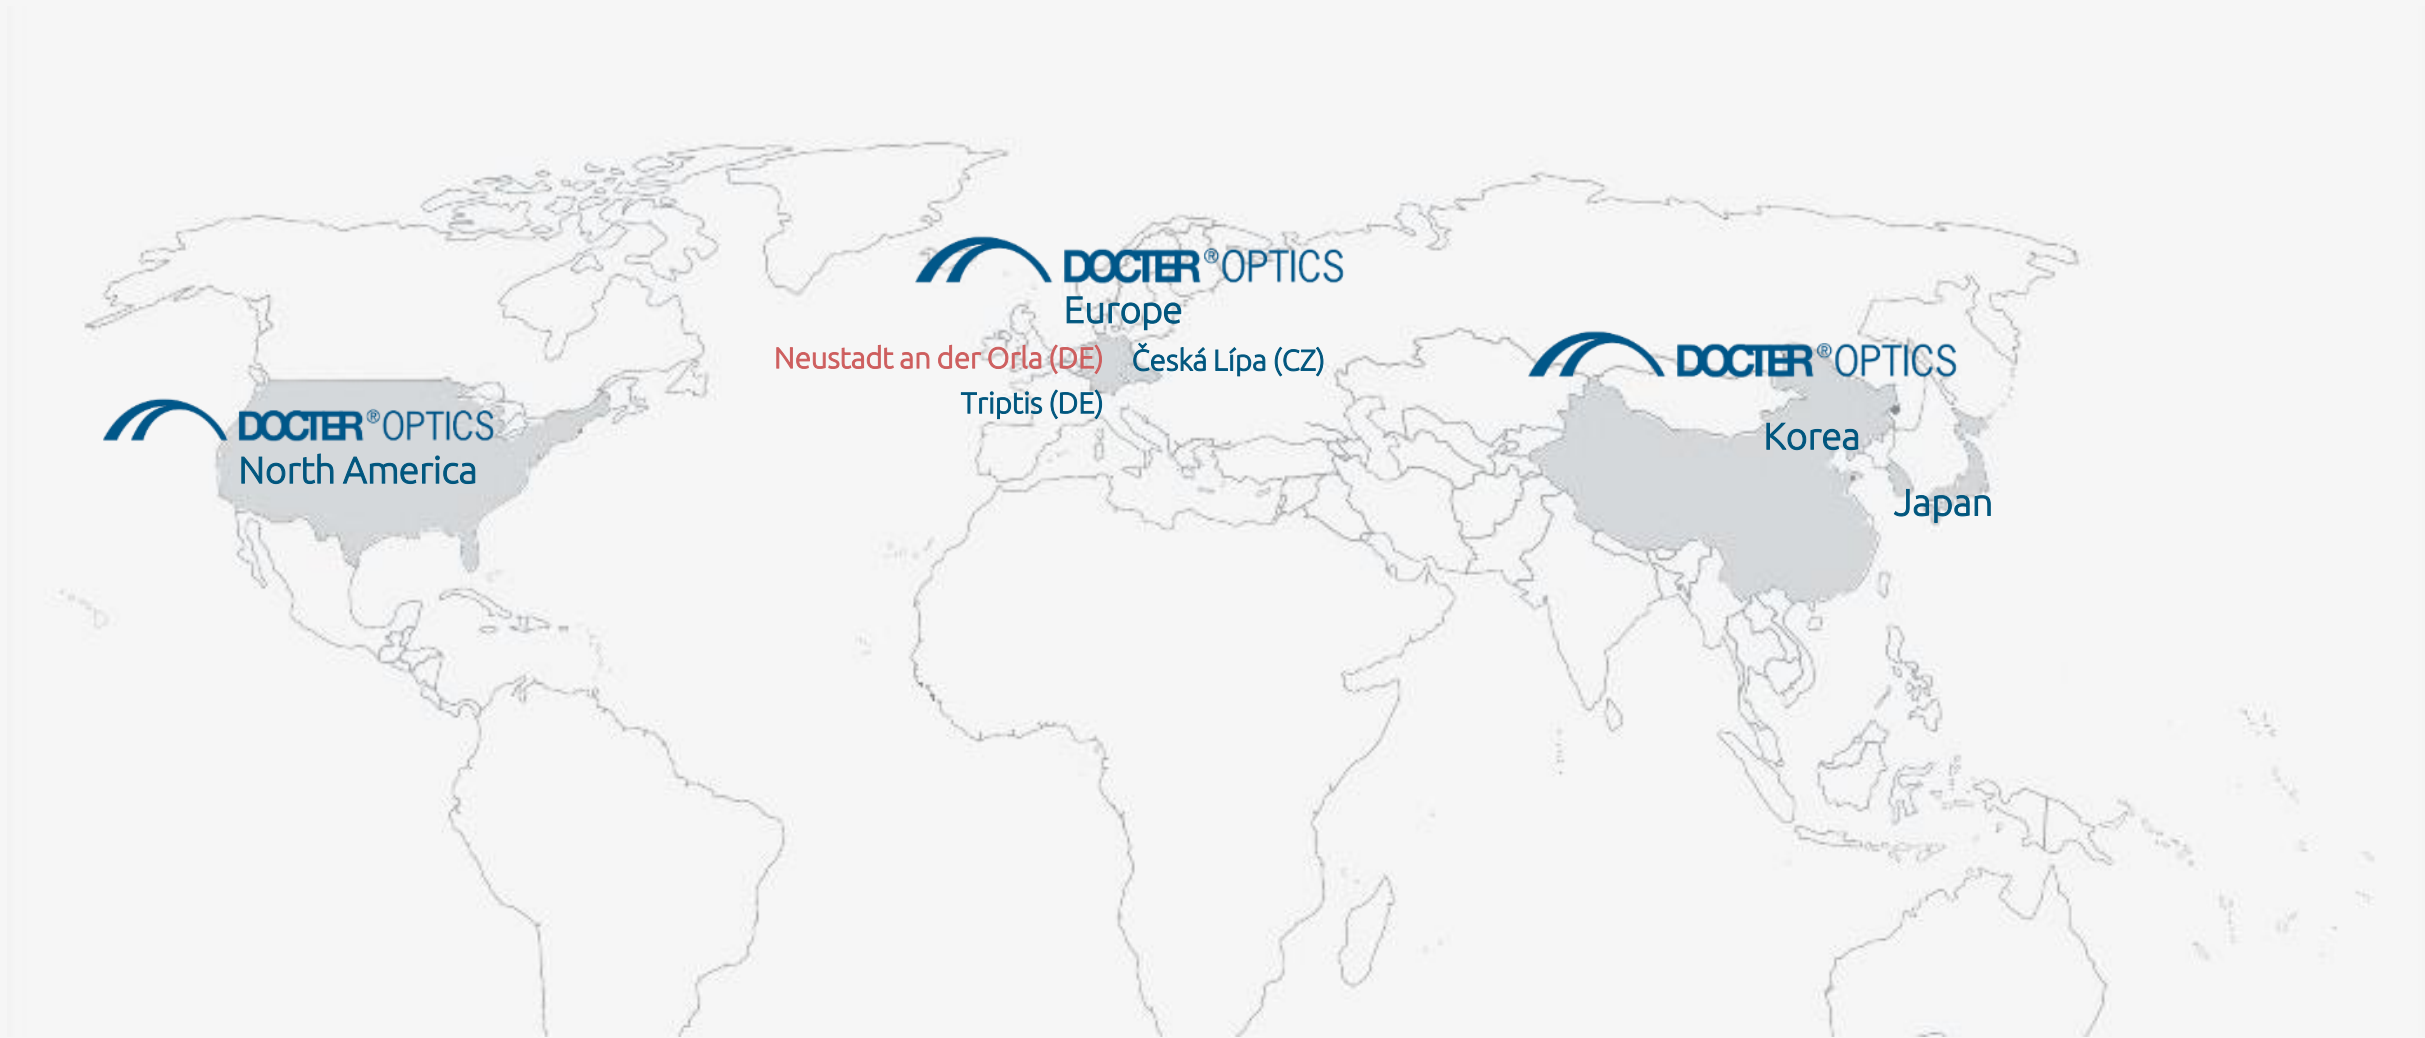 DOCTER®OPTICS
Europe
Neustadt an der Orla (DE)
Česká Lípa (CZ)
Triptis (DE)
DOCTER®OPTICS
Korea
Japan
DOCTER®OPTICS
North America